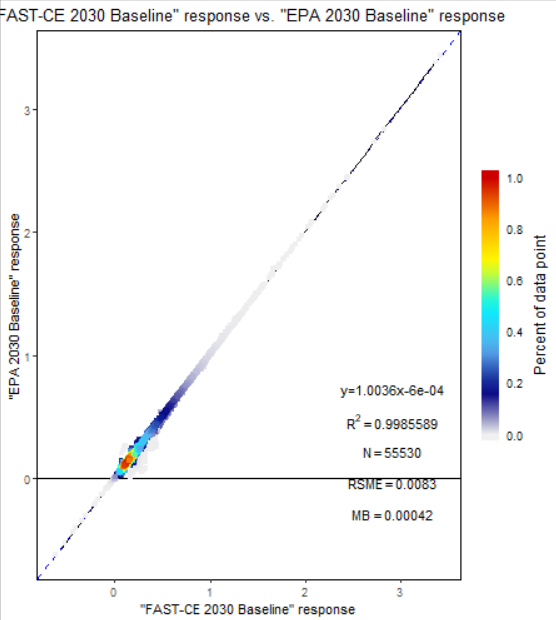 FAST-CE 2030 Baseline" response vs. "EPA 2030 Baseline" response
3
2
1
0
"EPA 2030 Baseline" response
y=1.0036x-6e-04
R² = 0.9985589
N = 55530
RSME = 0.0083
MB = 0.00042
0 1 2 3
"FAST-CE 2030 Baseline" response
1.0
0.8
0.6
0.4
0.2
0.0
Percent of data point